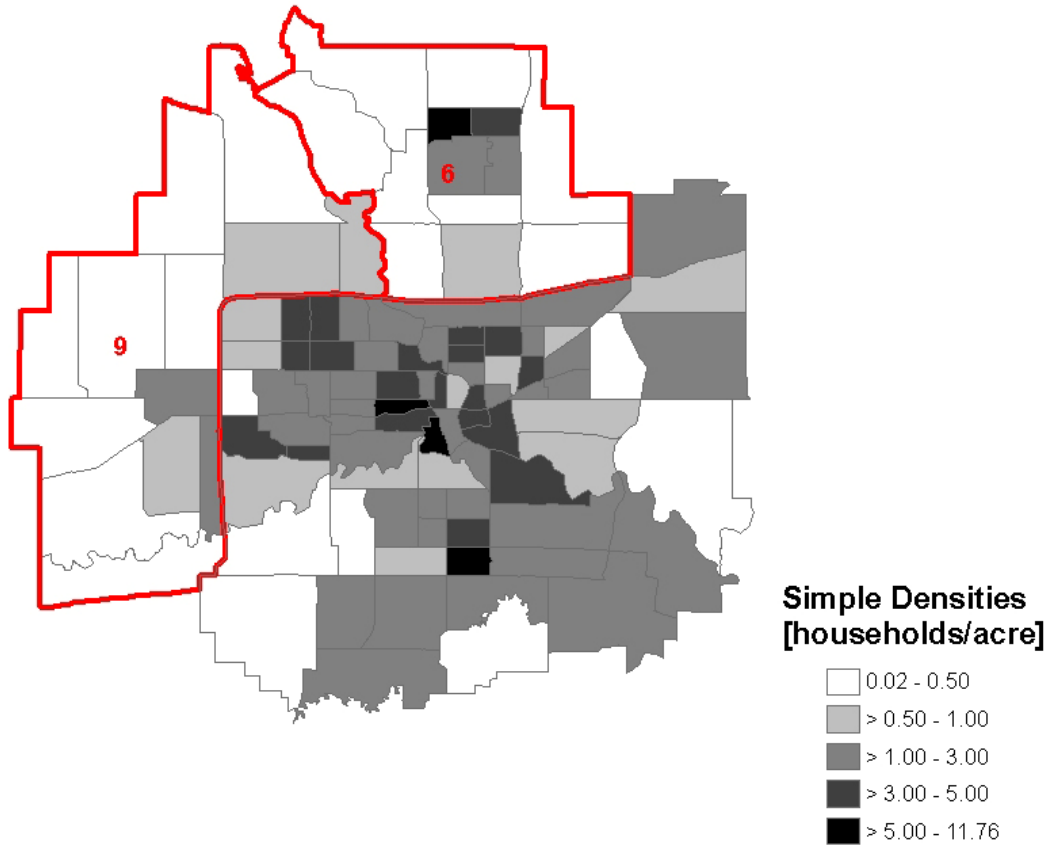 6
9
Simple Densities
[households/acre]
0.02 - 0.50
> 0.50 - 1.00
> 1.00 - 3.00
> 3.00 - 5.00
> 5.00 - 11.76